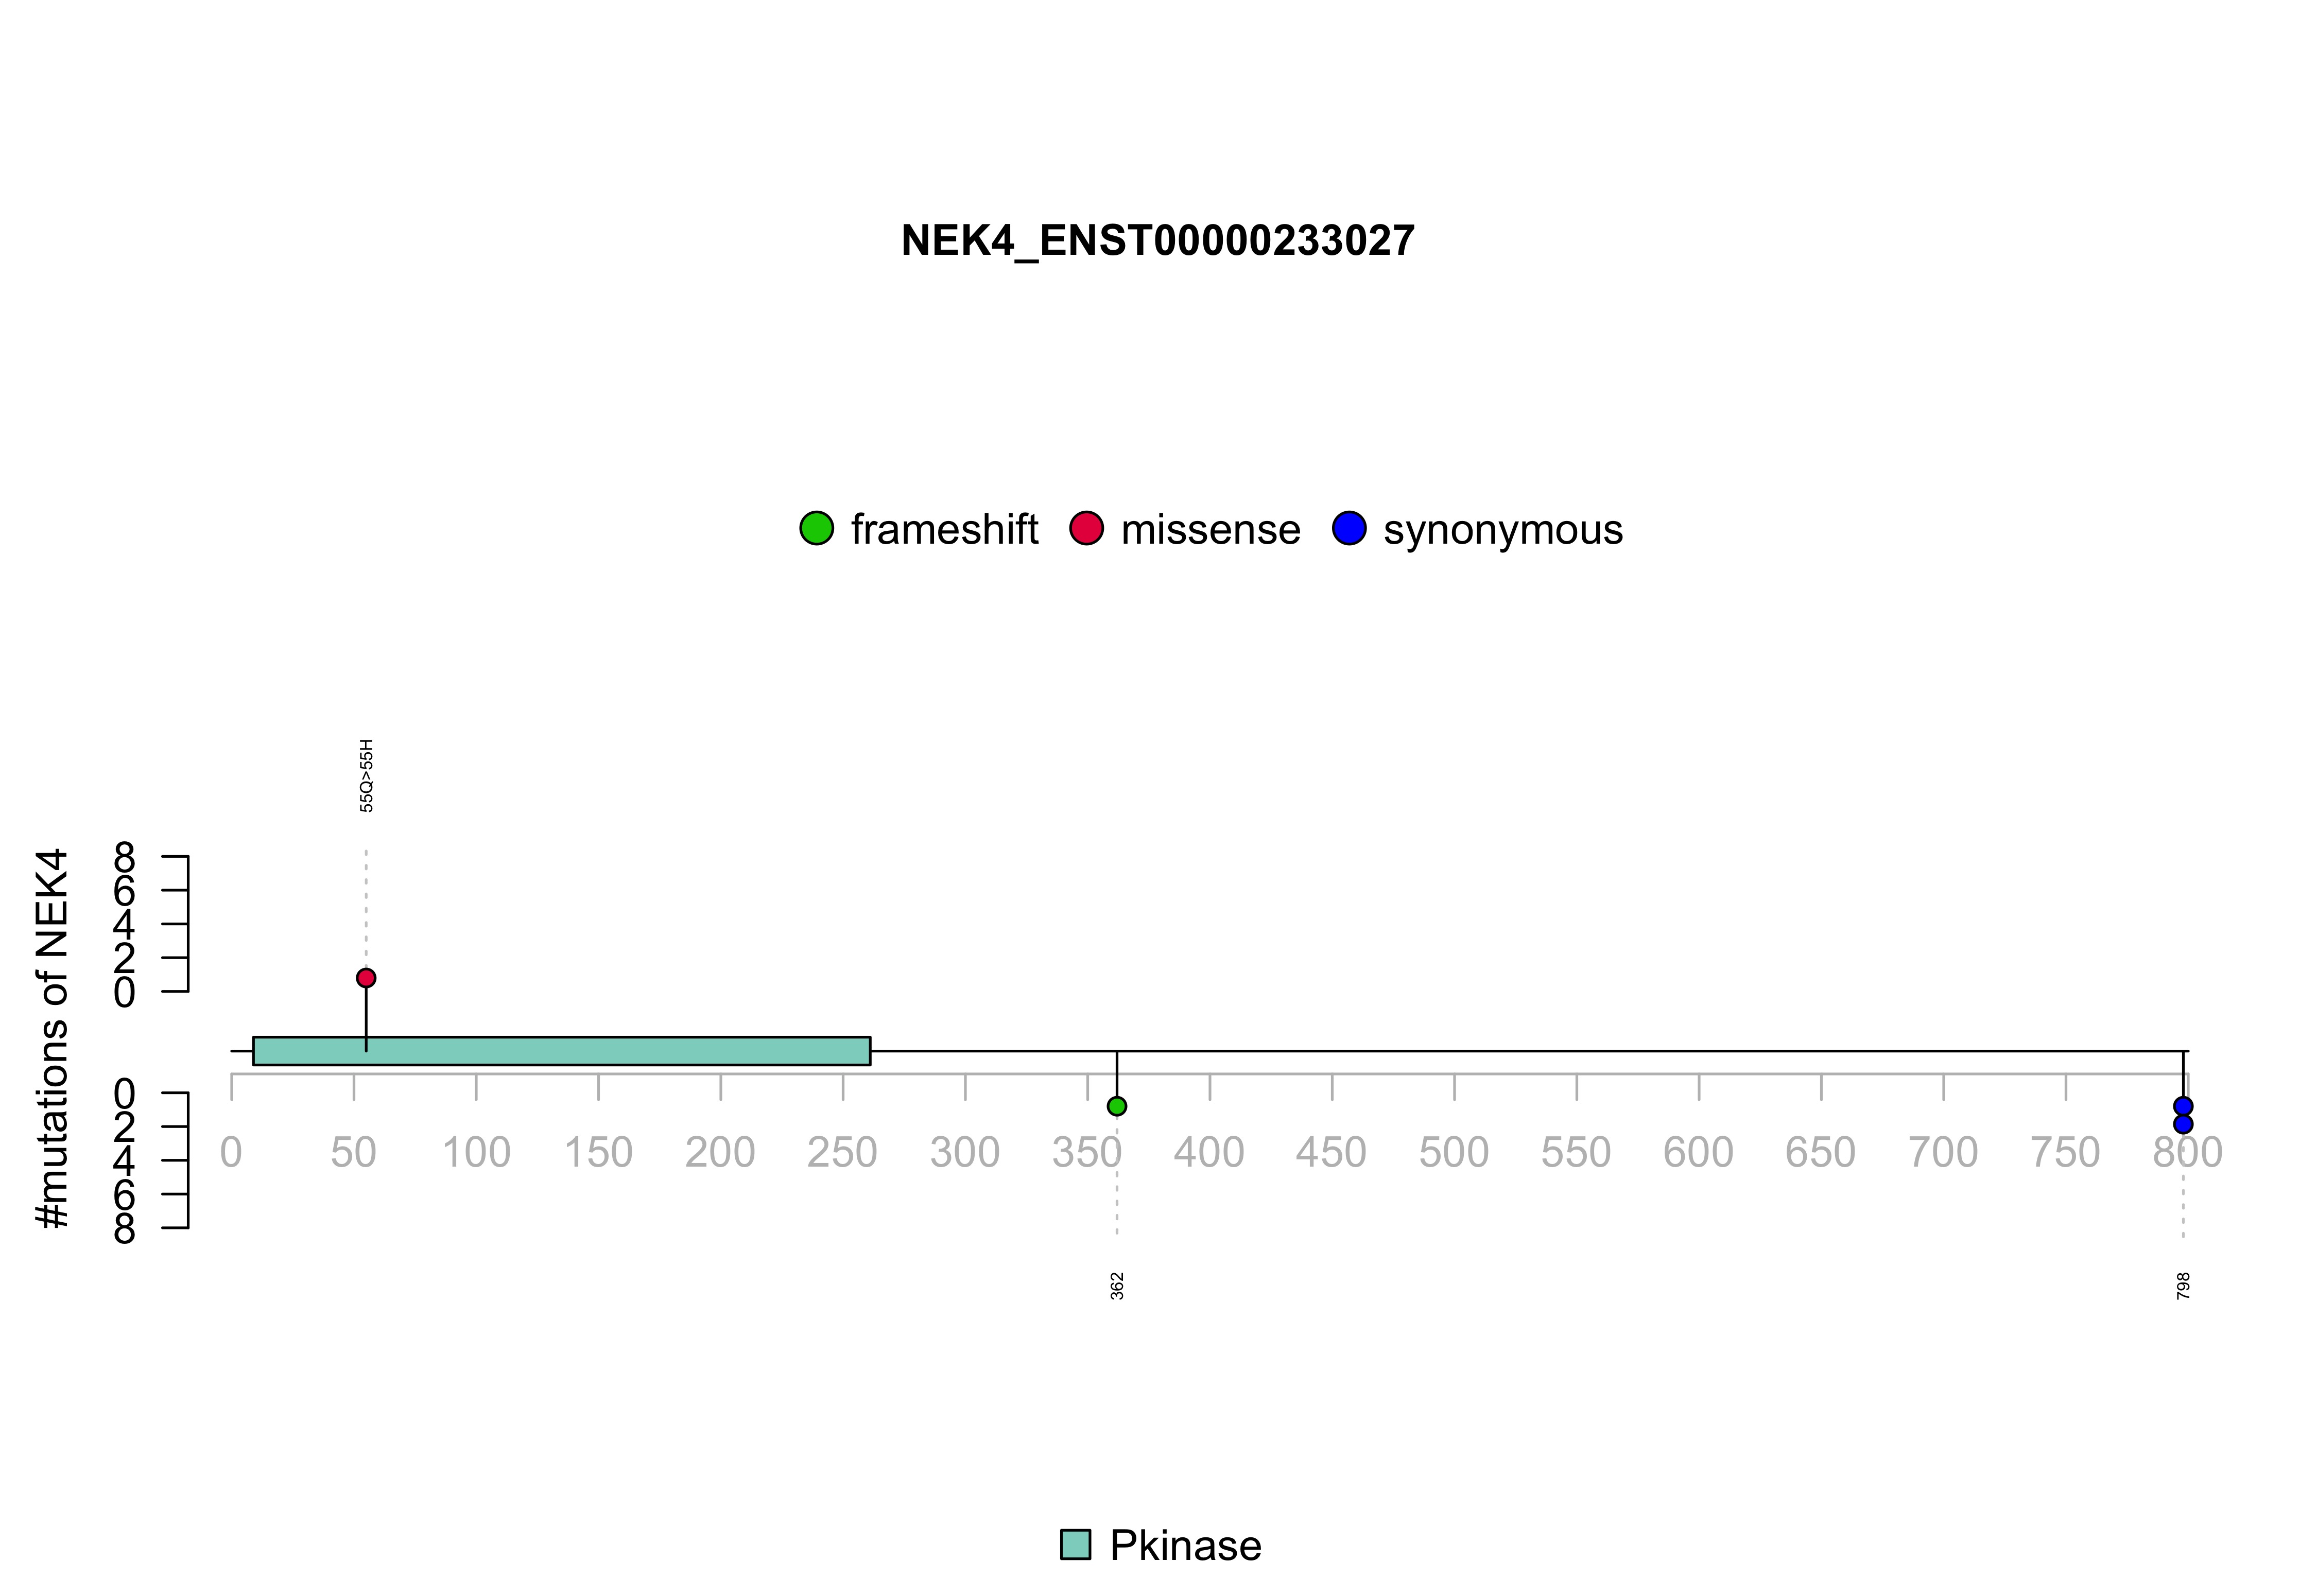 NEK4_ENST00000233027
frameshift missense synonymous
55Q>55H
#mutations of NEK4
8
6
4
2
0
0
2
4
6
8
0 50 100 150 200 250 300 350 400 450 500 550 600 650 700 750 800
362
798
Pkinase